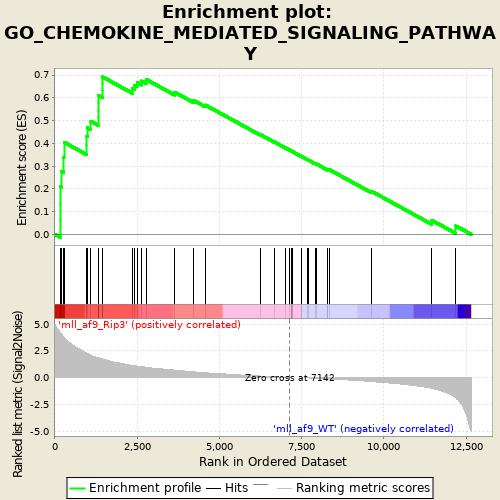 Enrichment plot:
GO_CHEMOKINE_MEDIATED_SIGNALING_PATHWA
Y
Enrichment score (ES)
0.7
0.6
0.5
0.4
0.3
0.2
0.1
0.0
'mll_af9_Rip3' (positively correlated)
Ranked list metric (Signal2Noise)
5.0
2.5
0.0
-2.5
-5.0
Zero cross at 7142
'mll_af9_WT' (negatively correlated)
0 2,500 5,000 7,500 10,000 12,500
Rank in Ordered Dataset
Enrichment profile Hits Ranking metric scores